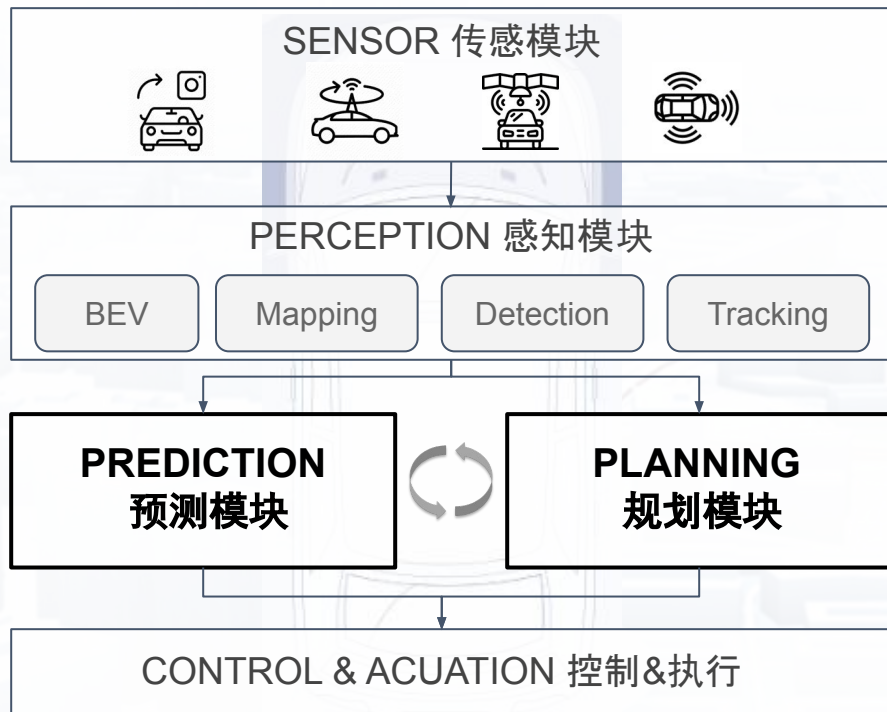 SENSOR 传感模块
PERCEPTION 感知模块
BEV
Mapping
Detection
Tracking
PREDICTION
预测模块
PLANNING
规划模块
CONTROL & ACUATION 控制&执行